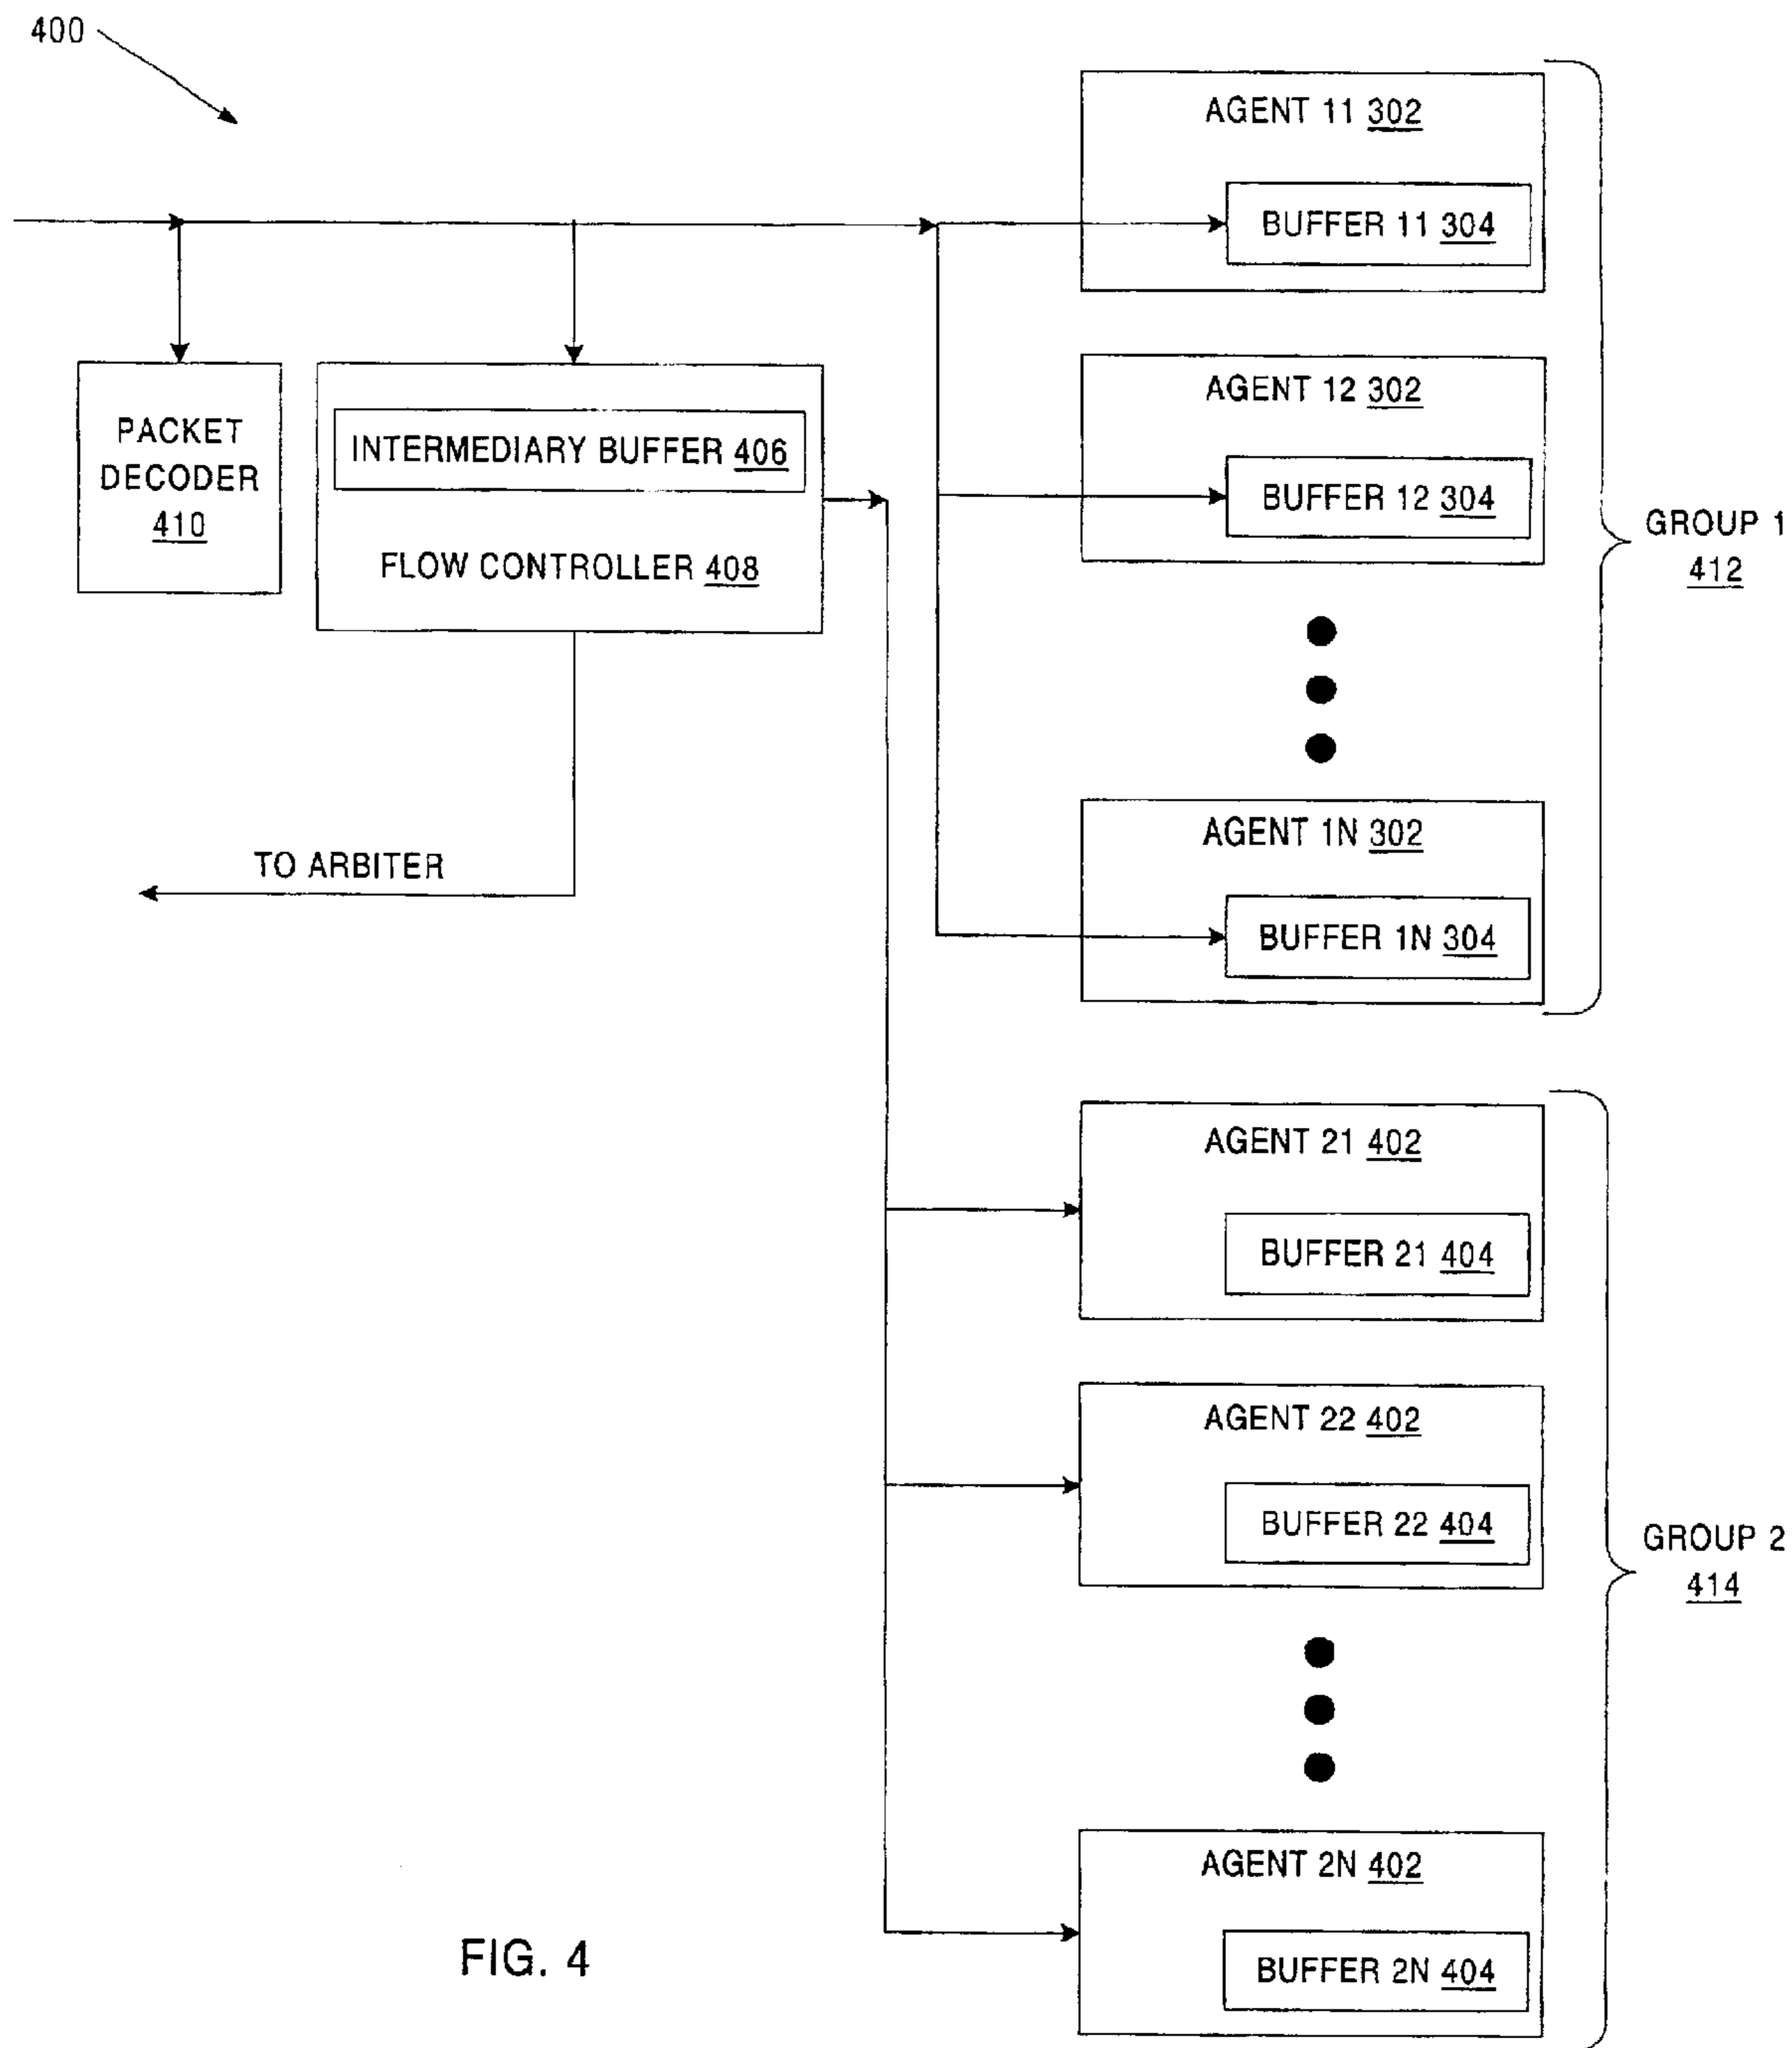 400
AGENT 11 302
BUFFER 11 304
AGENT 12 302
BUFFER 12 304
PACKET
DECODER
410
INTERMEDIARY BUFFER 406
FLOW CONTROLLER 408
GROUP 1
412
TO ARBITER
AGENT 1N 302
BUFFER 1N 304
AGENT 21 402
BUFFER 21 404
AGENT 22 402
BUFFER 22 404
GROUP 2
414
AGENT 2N 402
BUFFER 2N 404
FIG. 4